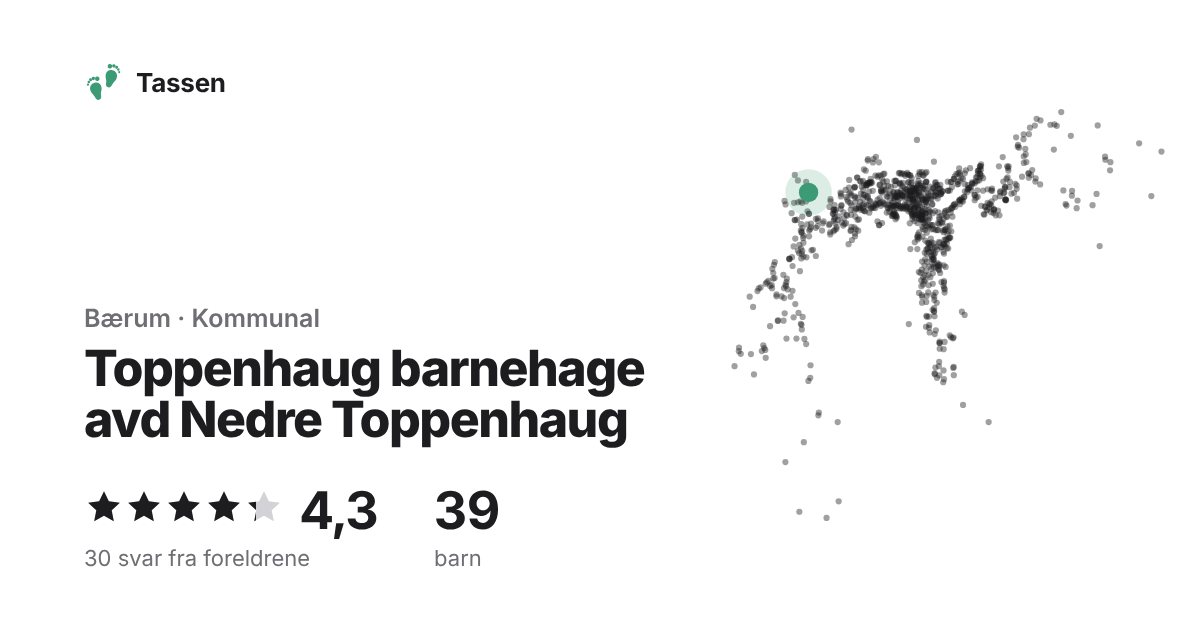 Tassen
Bærum · Kommunal
Toppenhaug barnehage
avd Nedre Toppenhaug
4,3
39
30 svar fra foreldrene
barn